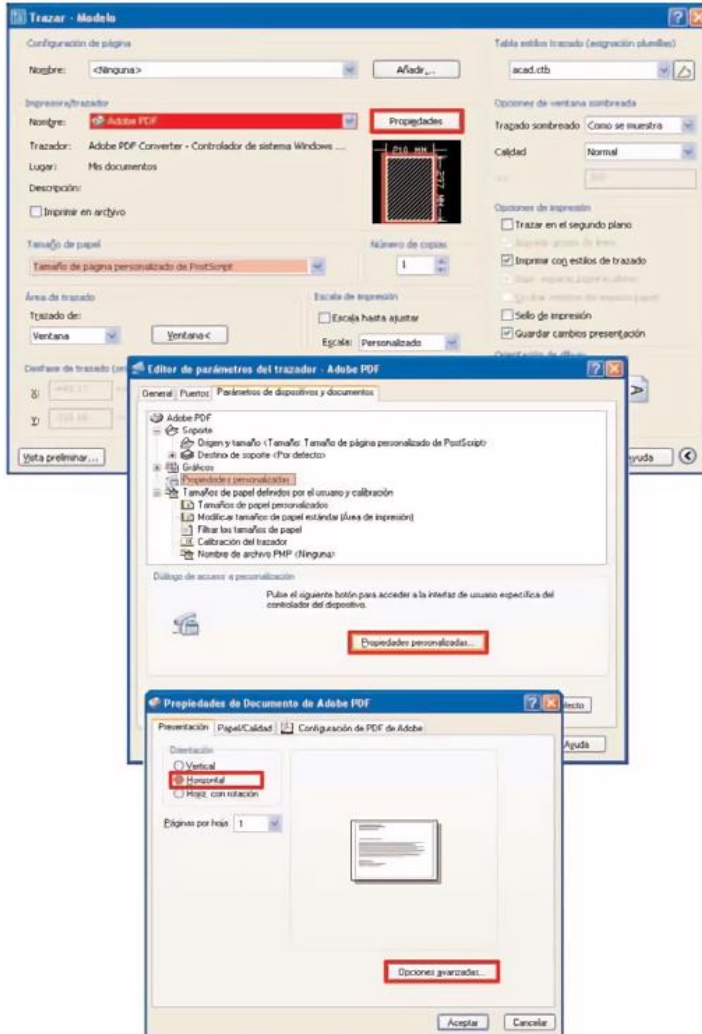 Trazar - Modelo
Configuración de página
Nombre: <Ninguna> Añadir...
Tabla estilos trazado (asignación plumillas)
acad.ctb
Impresora/trazador
Nombre: Adobe PDF Propiedades
Trazador: Adobe PDF Converter - Controlador de sistema Windows ....
Lugar: Mis documentos
Descripción:
Imprimir en archivo
210 MM
297 MM
Opciones de ventana sombreada
Trazado sombreado Como se muestra
Calidad Normal
Tamaño de papel
Tamaño de página personalizado de PostScript
Número de copias
1
Opciones de impresión
Trazar en el segundo plano
Imprimir con estilos de trazado
Sello de impresión
Guardar cambios presentación
Área de trazado
Trazado de:
Ventana Ventana<
Escala de impresión
Escala hasta ajustar
Escala: Personalizado
Desfase de trazado
X:
Y:
Vista preliminar...
Editor de parámetros del trazador - Adobe PDF
General Puertos Parámetros de dispositivos y documentos
Adobe PDF
Soporte
Origen y tamaño <Tamaño: Tamaño de página personalizado de PostScript>
Destino de soporte <Por defecto>
Gráficos
Propiedades personalizadas
Tamaños de papel definidos por el usuario y calibración
Tamaños de papel personalizados
Modificar tamaños de papel estándar (Área de impresión)
Filtrar los tamaños de papel
Calibración del trazador
Nombre de archivo PMP <Ninguna>
Diálogo de acceso a personalización
Pulse el siguiente botón para acceder a la interfaz de usuario específica del
controlador del dispositivo.
Propiedades personalizadas...
Ayuda
Propiedades de Documento de Adobe PDF
Presentación Papel/Calidad Configuración de PDF de Adobe
Orientación
Vertical
Horizontal
Horiz. con rotación
Páginas por hoja 1
Opciones avanzadas...
Aceptar Cancelar